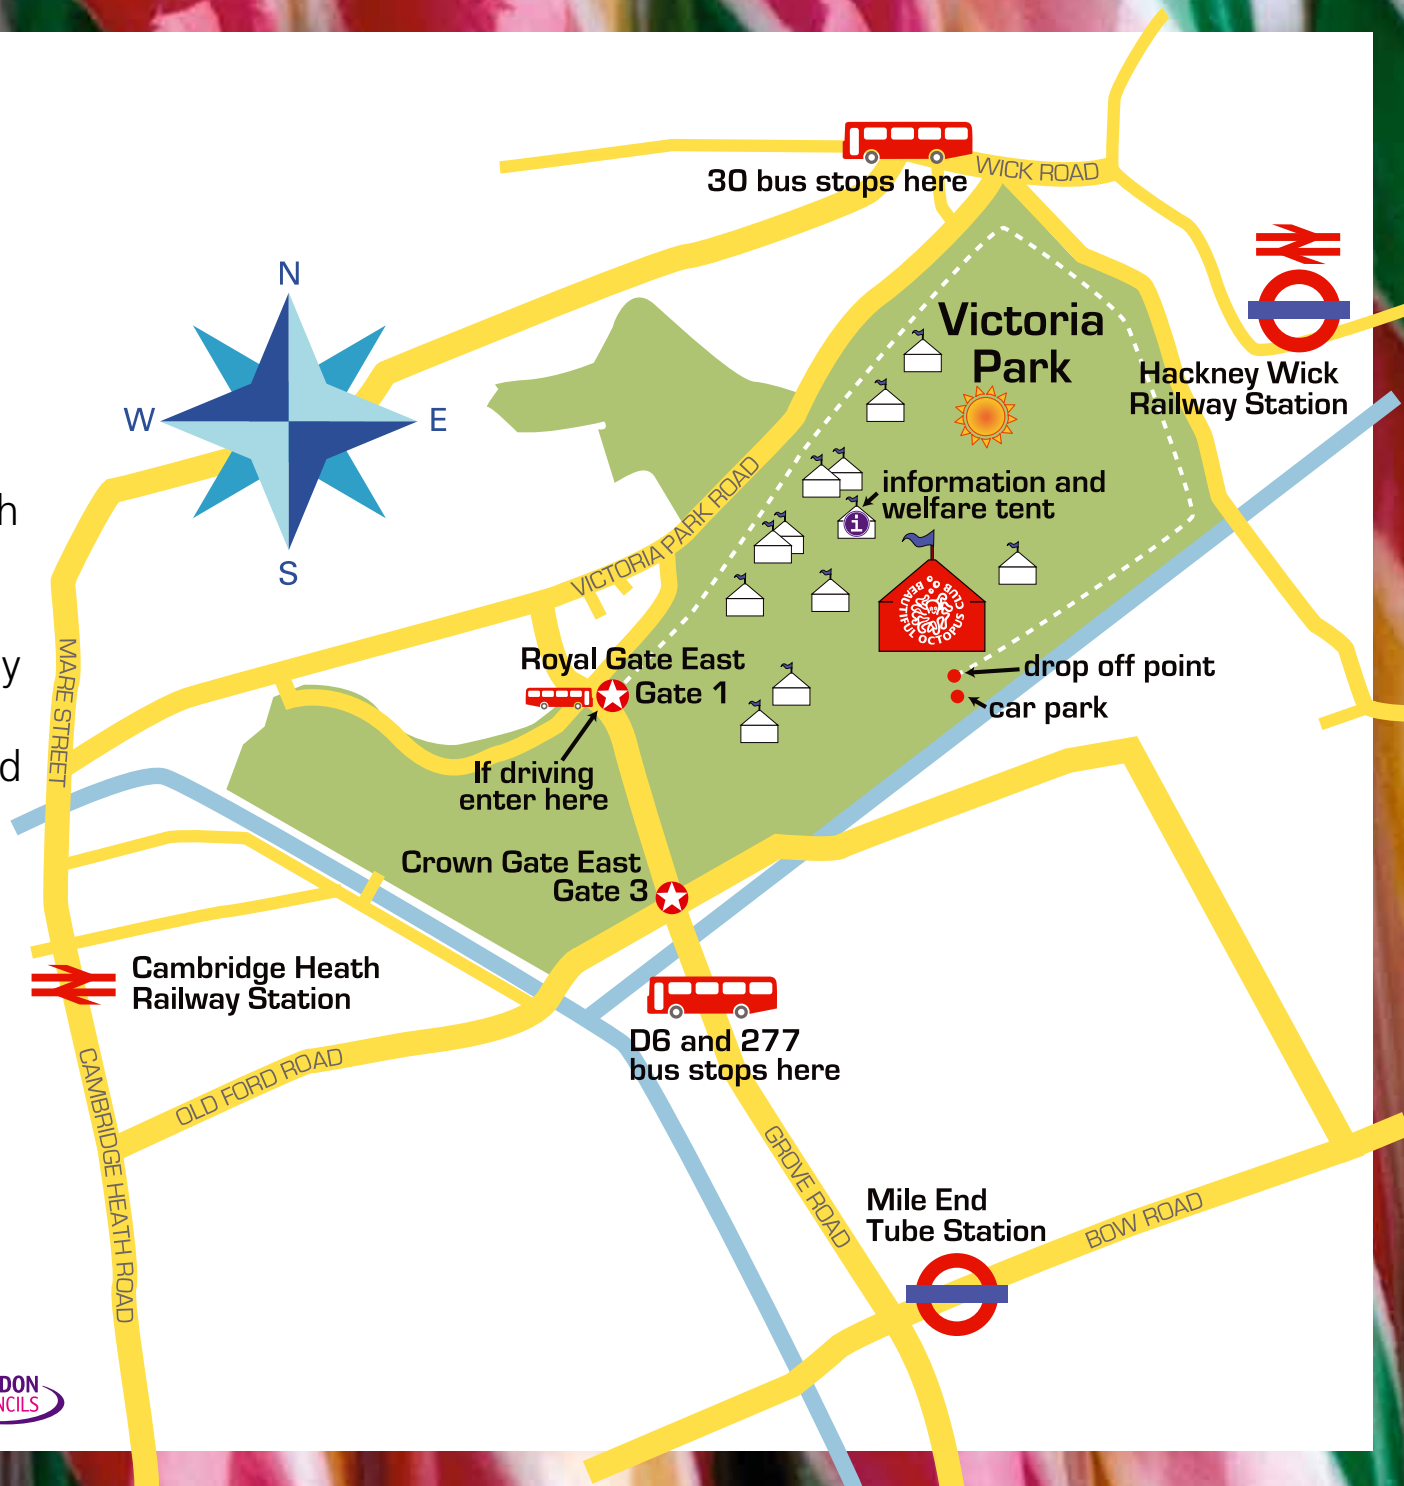 WICK ROAD
30 bus stops here
N
Victoria
Park
Hackney Wick
Railway Station
W
E
information and
welfare tent
i
h
VICTORIA PARK ROAD
S
BEAUTIFUL OCTOPUS CLUB
MARE STREET
y
Royal Gate East
Gate 1
drop off point
car park
d
If driving
enter here
Crown Gate East
Gate 3
Cambridge Heath
Railway Station
D6 and 277
bus stops here
OLD FORD ROAD
CAMBRIDGE HEATH ROAD
GROVE ROAD
Mile End
Tube Station
BOW ROAD
DON
NCILS